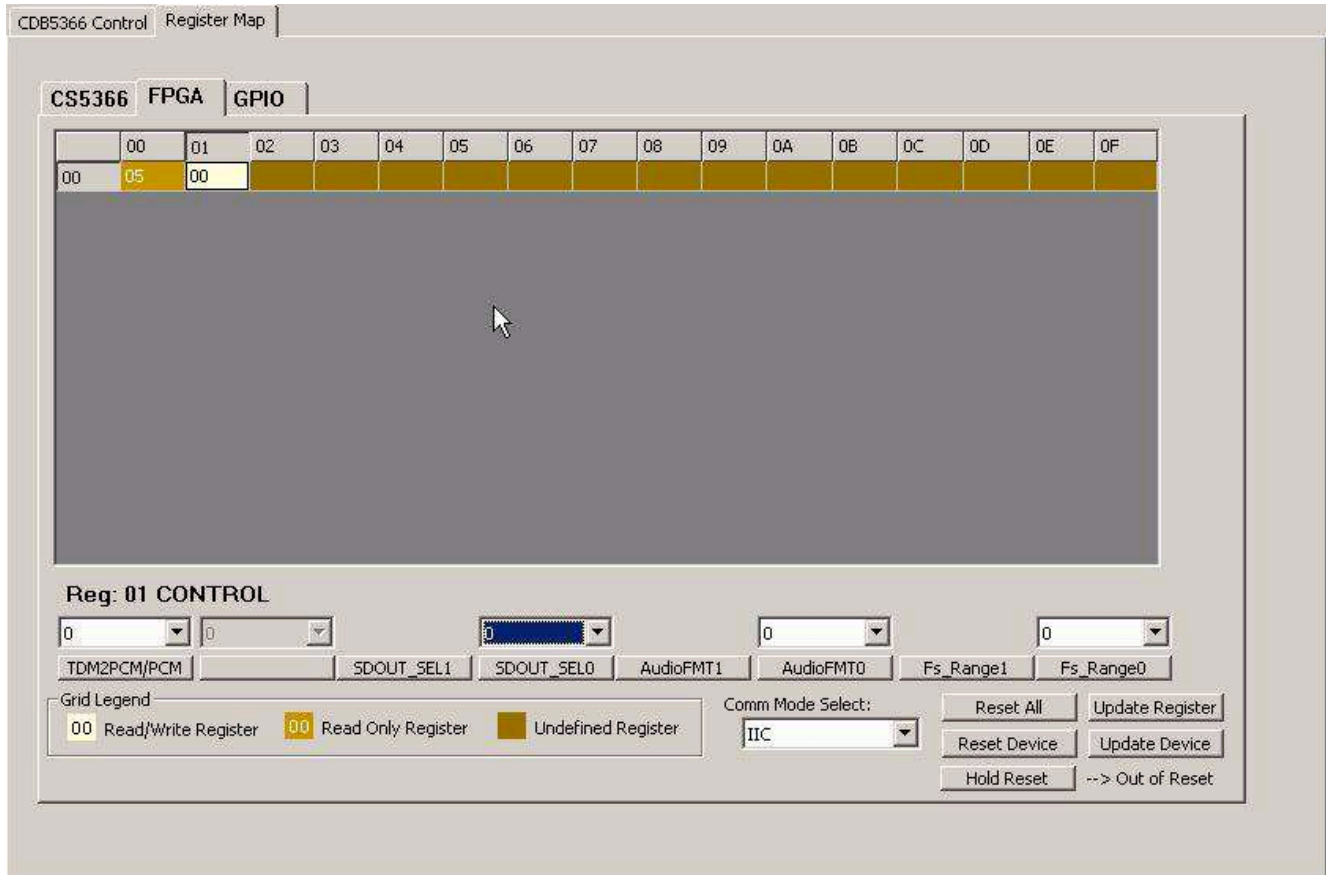 CDB5366 Control Register Map
CS5366 FPGA GPIO
00 01 02 03 04 05 06 07 08 09 0A 0B 0C 0D 0E 0F
00 05 00
Reg: 01 CONTROL
0 0 0 0 0
TDM2PCM/PCM SDOUT_SEL1 SDOUT_SEL0 AudioFMT1 AudioFMT0 Fs_Range1 Fs_Range0
Grid Legend
00 Read/Write Register 00 Read Only Register Undefined Register
Comm Mode Select:
IIC
Reset All Update Register
Reset Device Update Device
Hold Reset --> Out of Reset